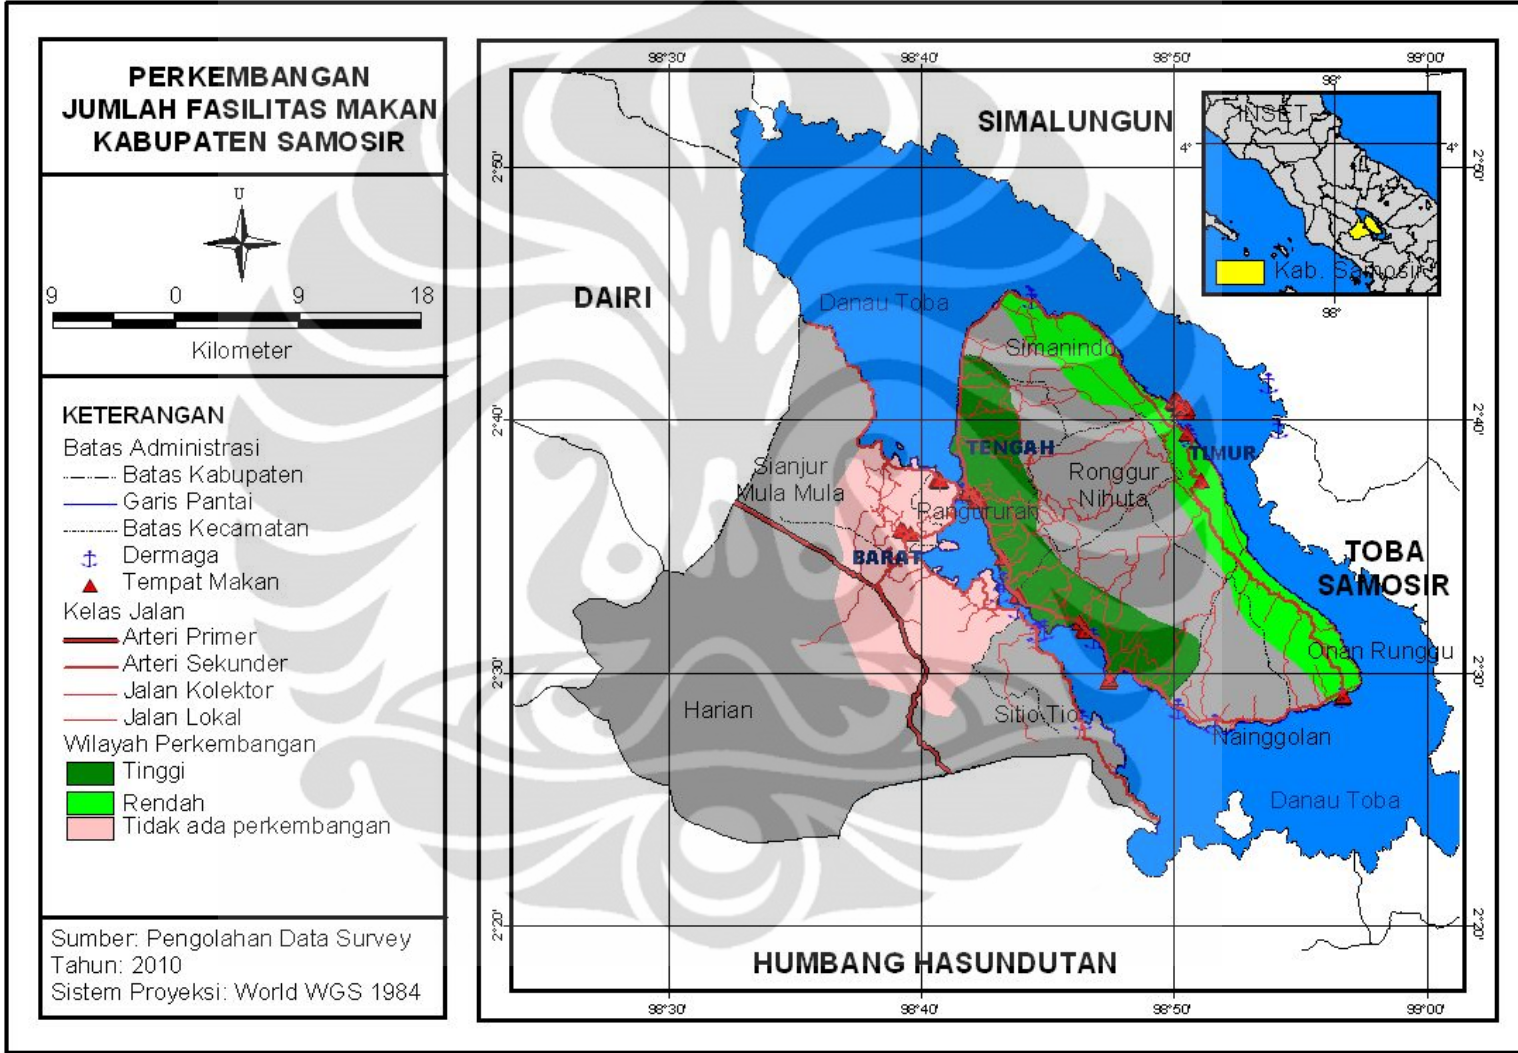 PERKEMBANGAN
JUMLAH FASILITAS MAKAN
KABUPATEN SAMOSIR
U
9 0 9 18
Kilometer
KETERANGAN
Batas Administrasi
Batas Kabupaten
Garis Pantai
Batas Kecamatan
Dermaga
Tempat Makan
Kelas Jalan
Arteri Primer
Arteri Sekunder
Jalan Kolektor
Jalan Lokal
Wilayah Perkembangan
Tinggi
Rendah
Tidak ada perkembangan
Sumber: Pengolahan Data Survey
Tahun: 2010
Sistem Proyeksi: World WGS 1984
98°30' 98°40' 98°50' 99°00'
2°50' 2°50'
2°40' 2°40'
2°30' 2°30'
2°20' 2°20'
98°30' 98°40' 98°50' 99°00'
98°
INSET
4° 4°
Kab. Samosir
98°
SIMALUNGUN
DAIRI
Danau Toba
Simanindo
TENGAH
TIMUR
Sianjur
Mula Mula
Ronggur
Nihuta
Pangururan
BARAT
TOBA
SAMOSIR
Onan Runggu
Harian
Sitio Tio
Nainggolan
Danau Toba
HUMBANG HASUNDUTAN